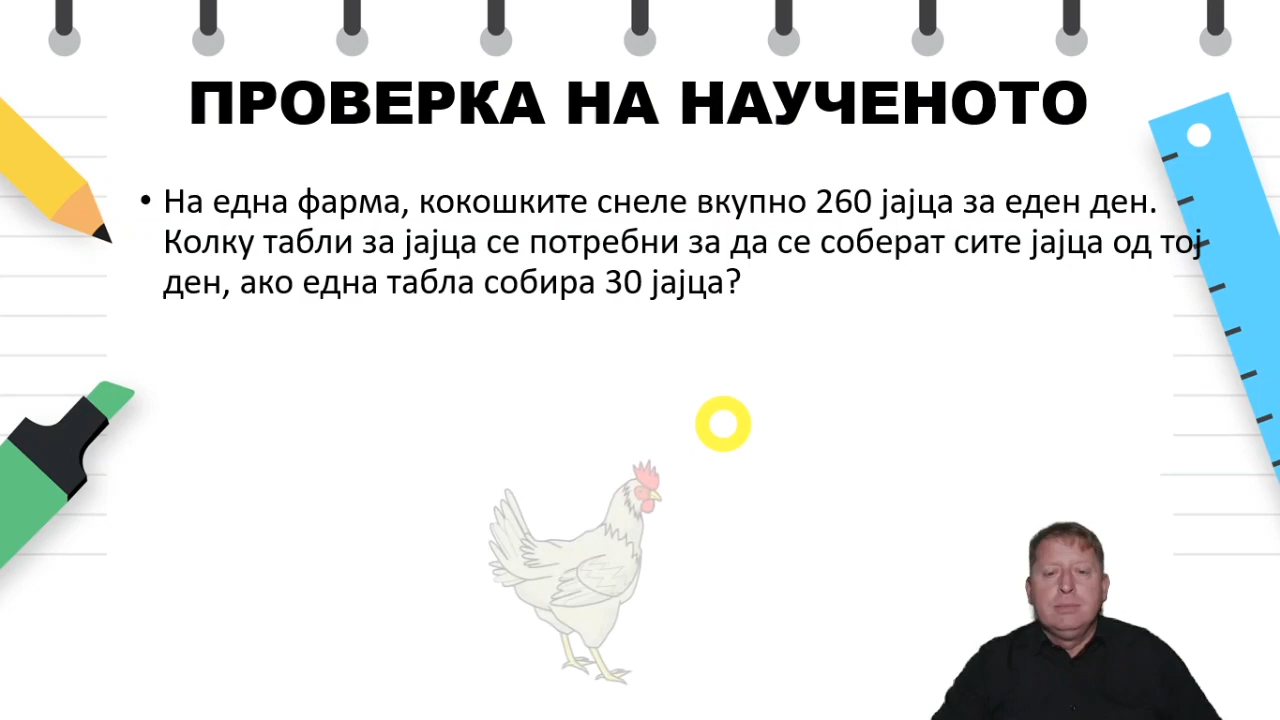 ПРОВЕРКА НА НАУЧЕНОТО
• На една фарма, кокошките снеле вкупно 260 јајца за еден ден.
Колку табли за јајца се потребни за да се соберат сите јајца од тој
ден, ако една табла собира 30 јајца?